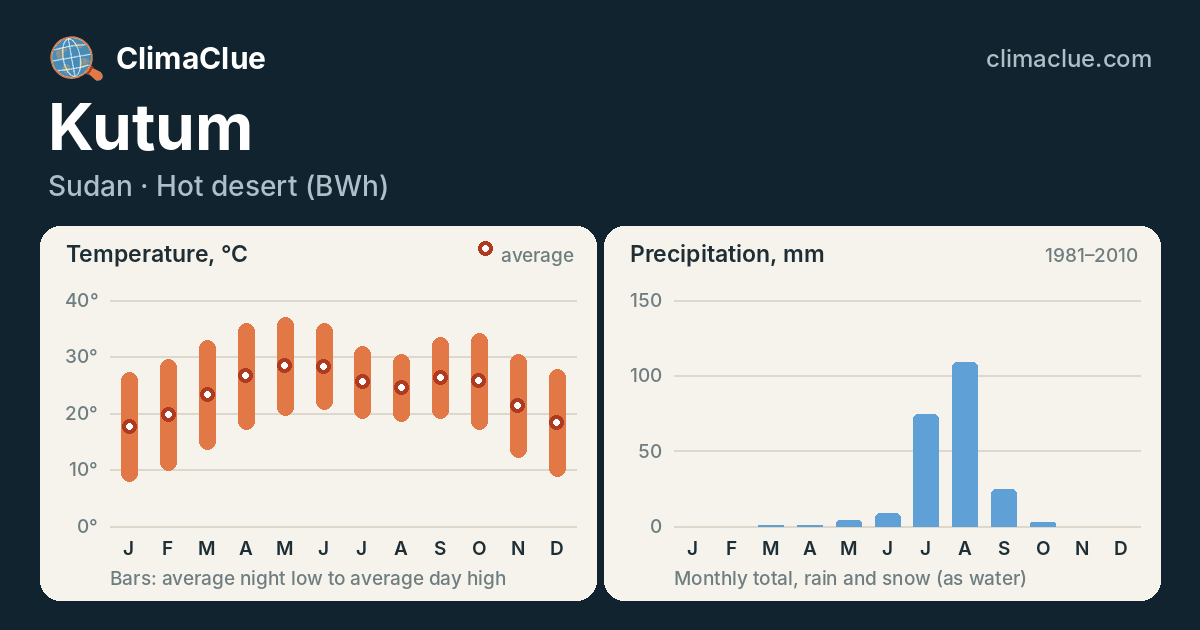 ClimaClue
climaclue.com
Kutum
Sudan · Hot desert (BWh)
Temperature, °C
average
40°
30°
20°
10°
0°
J F M A M J J A S O N D
Bars: average night low to average day high
Precipitation, mm
1981–2010
150
100
50
0
J F M A M J J A S O N D
Monthly total, rain and snow (as water)